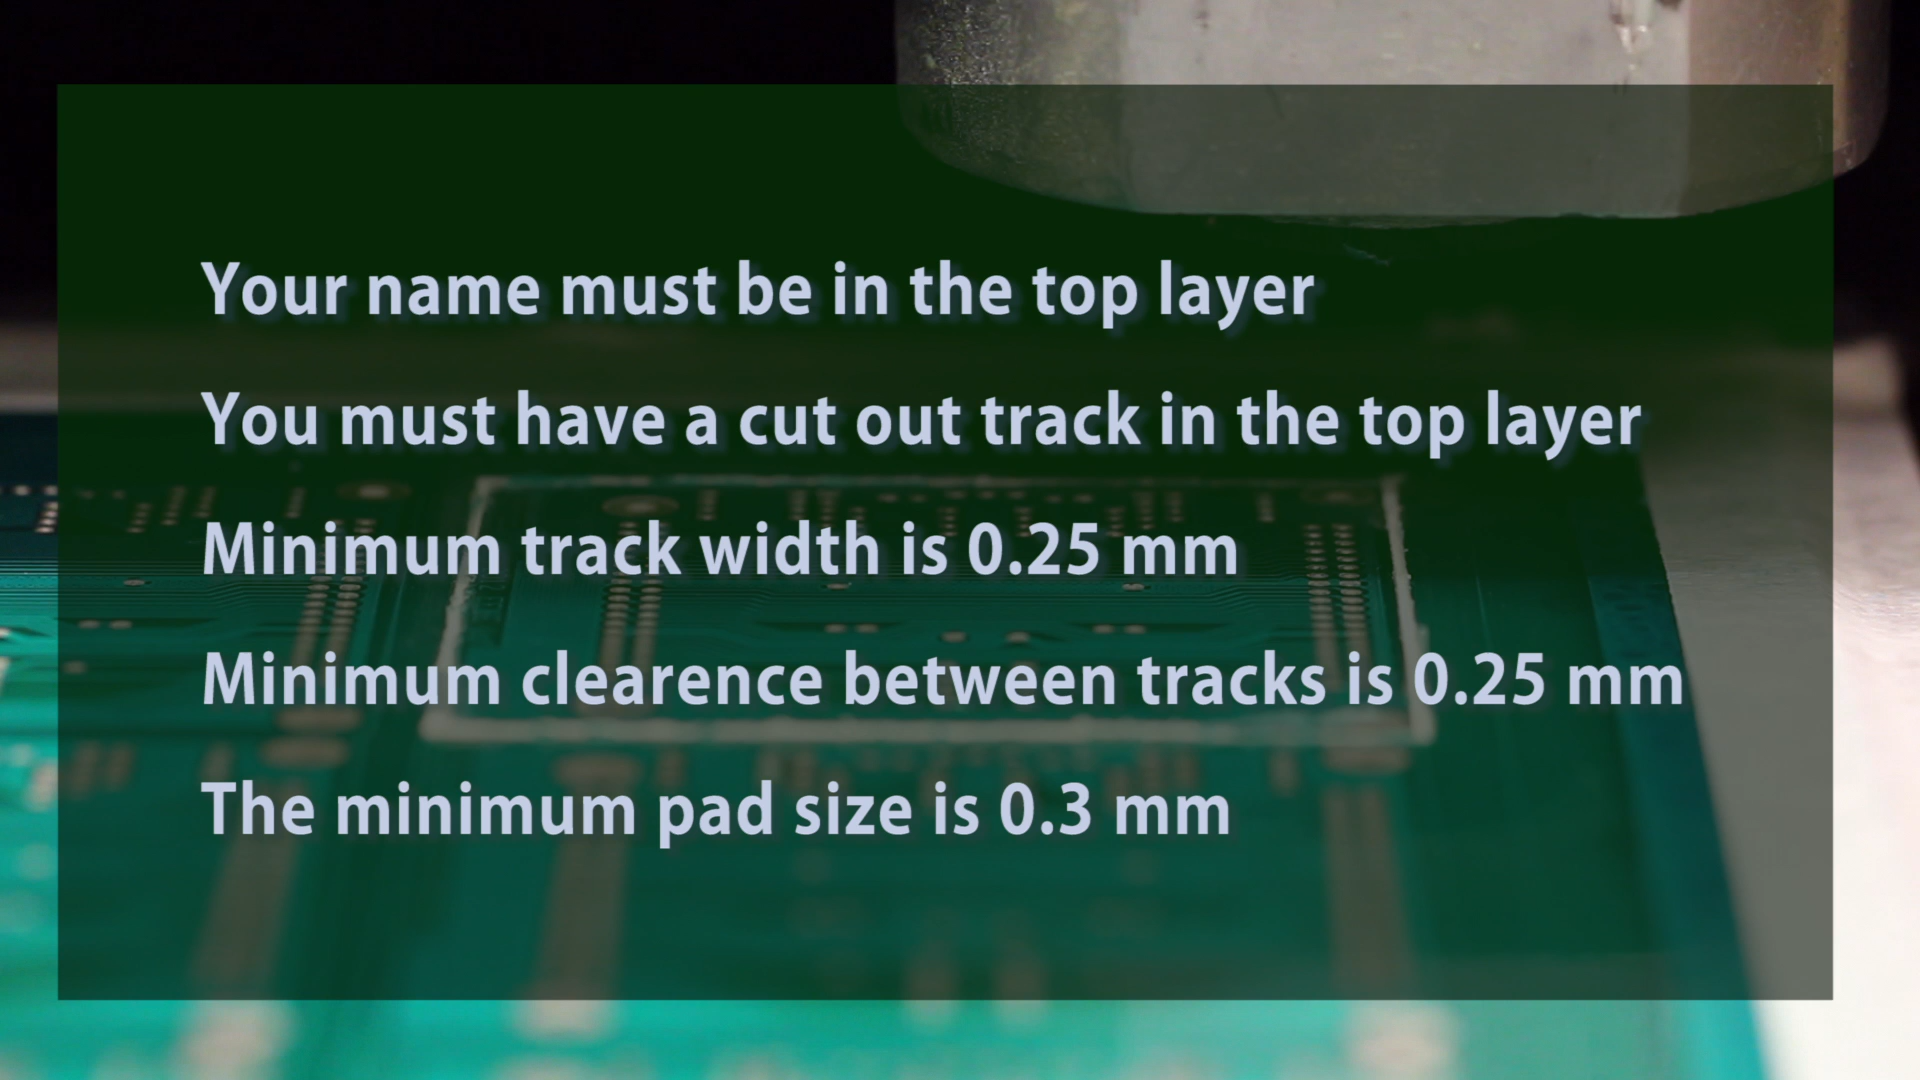 Your name must be in the top layer
You must have a cut out track in the top layer
Minimum track width is 0.25 mm
Minimum clearence between tracks is 0.25 mm
The minimum pad size is 0.3 mm